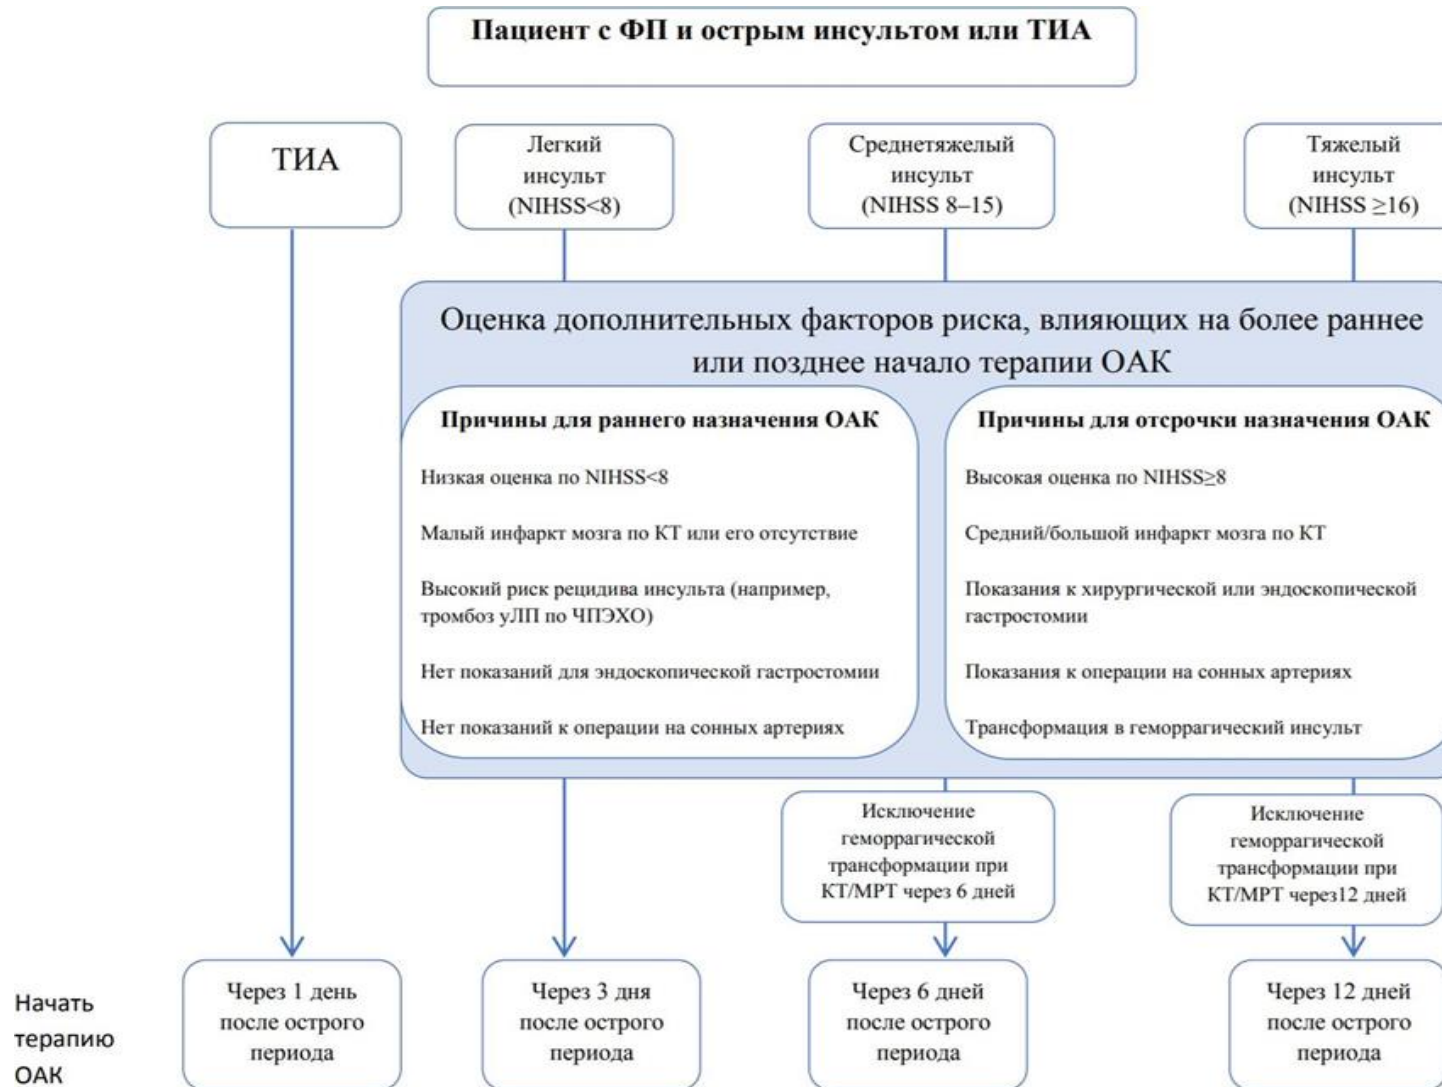 Пациент с ФП и острым инсультом или ТИА
ТИА
Легкий
инсульт
(NIHSS<8)
Среднетяжелый
инсульт
(NIHSS 8–15)
Тяжелый
инсульт
(NIHSS ≥16)
Оценка дополнительных факторов риска, влияющих на более раннее
или позднее начало терапии ОАК
Причины для раннего назначения ОАК
Низкая оценка по NIHSS<8
Малый инфаркт мозга по КТ или его отсутствие
Высокий риск рецидива инсульта (например,
тромбоз уЛП по ЧПЭХО)
Нет показаний для эндоскопической гастростомии
Нет показаний к операции на сонных артериях
Причины для отсрочки назначения ОАК
Высокая оценка по NIHSS≥8
Средний/большой инфаркт мозга по КТ
Показания к хирургической или эндоскопической
гастростомии
Показания к операции на сонных артериях
Трансформация в геморрагический инсульт
Исключение
геморрагической
трансформации при
КТ/МРТ через 6 дней
Исключение
геморрагической
трансформации при
КТ/МРТ через12 дней
Начать
терапию
ОАК
Через 1 день
после острого
периода
Через 3 дня
после острого
периода
Через 6 дней
после острого
периода
Через 12 дней
после острого
периода